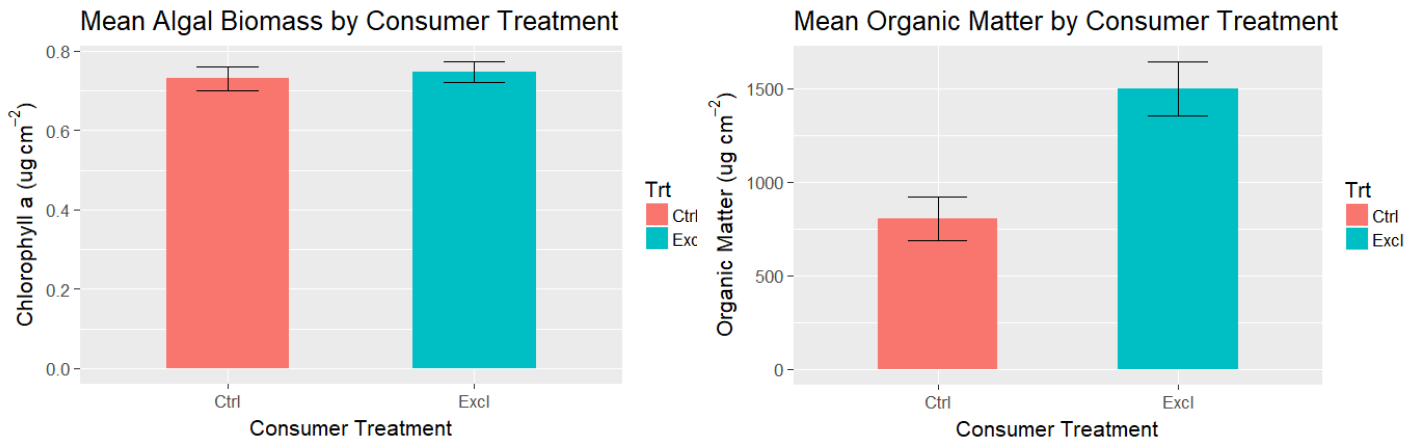 Mean Algal Biomass by Consumer Treatment
Chlorophyll a (ug cm−2)
0.8
0.6
0.4
0.2
0.0
Ctrl
Excl
Consumer Treatment
Trt
Ctrl
Exc
Mean Organic Matter by Consumer Treatment
Organic Matter (ug cm−2)
1500
1000
500
0
Ctrl
Excl
Consumer Treatment
Trt
Ctrl
Excl